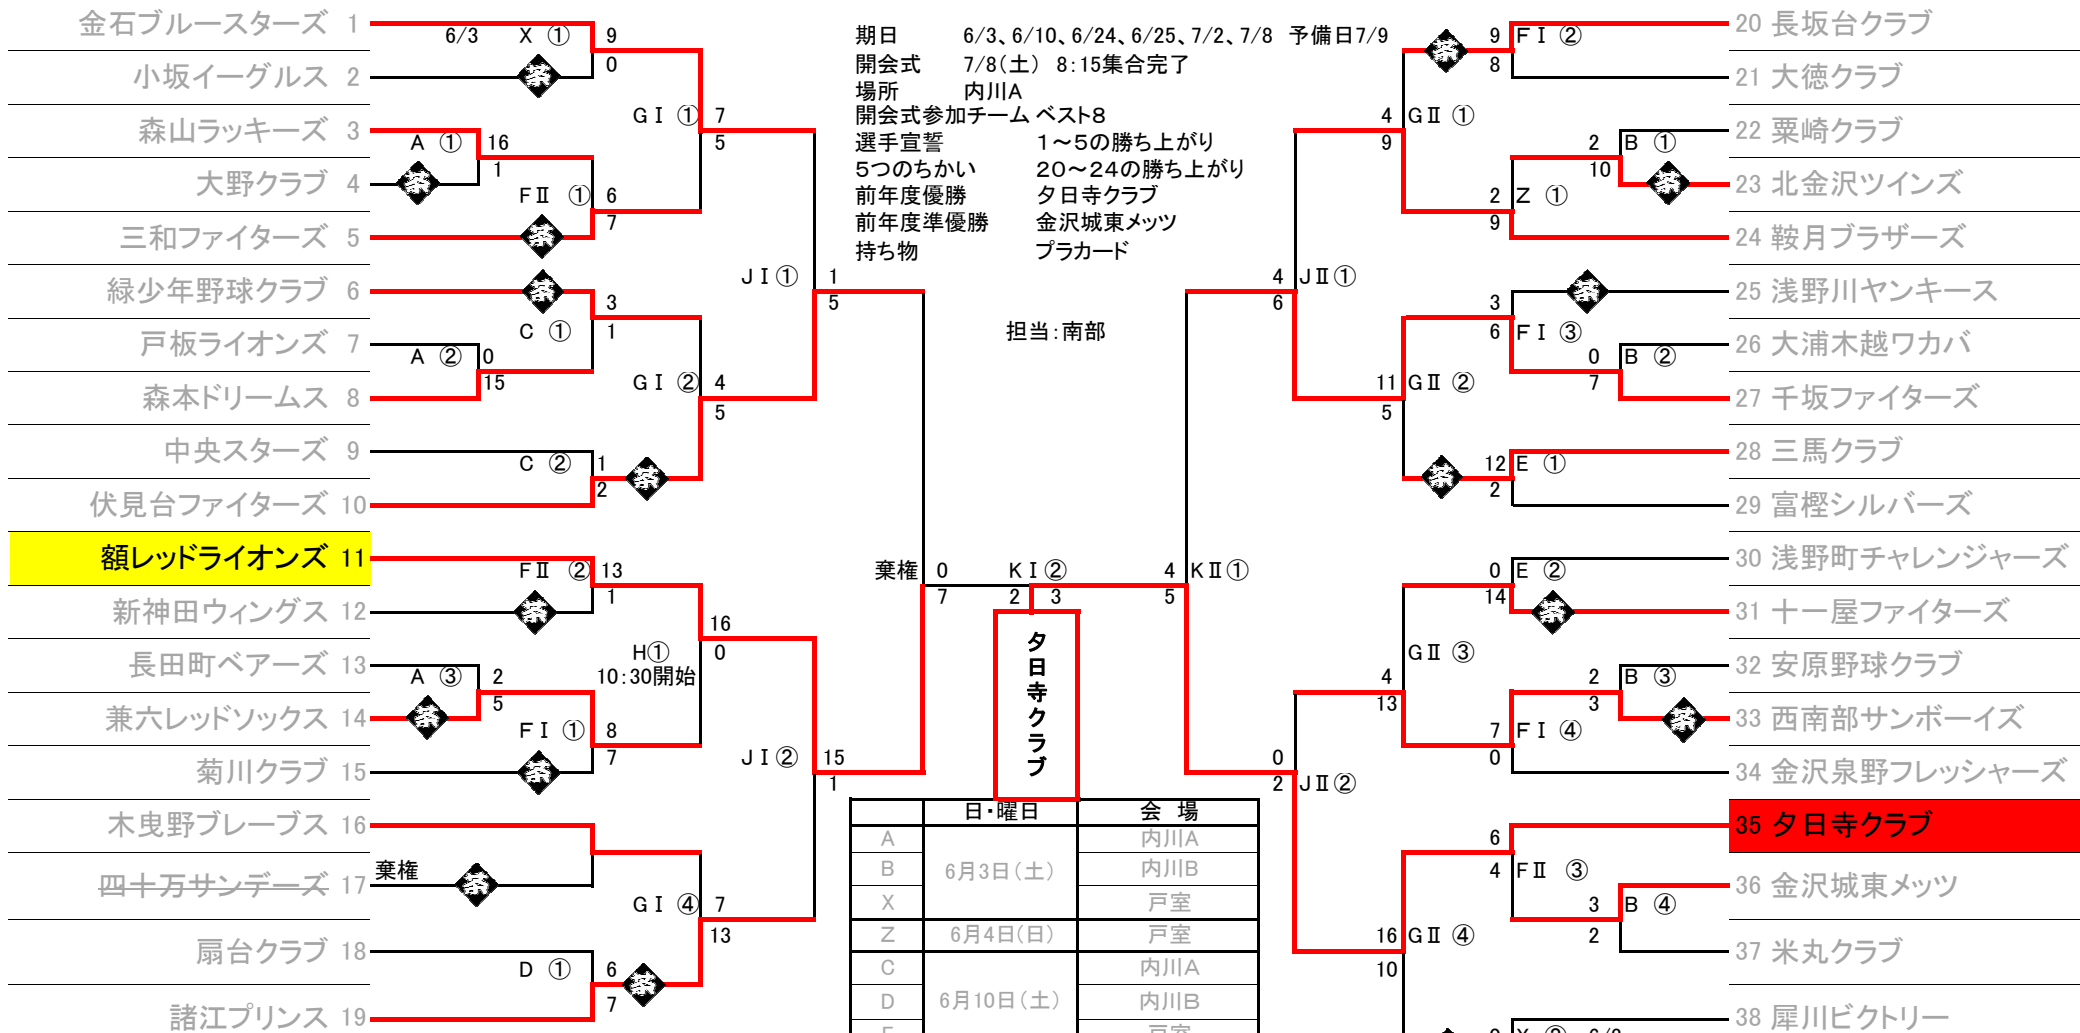 金石ブルースターズ 1
小坂イーグルス 2
森山ラッキーズ 3
大野クラブ 4
三和ファイターズ 5
緑少年野球クラブ 6
戸板ライオンズ 7
森本ドリームス 8
中央スターズ 9
伏見台ファイターズ 10
額レッドライオンズ 11
新神田ウィングス 12
長田町ベアーズ 13
兼六レッドソックス 14
菊川クラブ 15
木曳野ブレーブス 16
四十万サンデーズ 17
扇台クラブ 18
諸江プリンス 19
6/3 X ① 9
0
A ① 16
1
FⅡ ① 6
7
GⅠ ① 7
5
C ① 3
1
A ② 0
15
GⅠ ② 4
5
C ② 1
2
JⅠ ① 1
5
FⅡ ② 13
1
H① 16
10:30開始 0
A ③ 2
5
FⅠ ① 8
7
JⅠ ② 15
1
棄権
GⅠ ④ 7
13
D ① 6
7
期日 6/3、6/10、6/24、6/25、7/2、7/8 予備日7/9
開会式 7/8(土) 8:15集合完了
場所 内川A
開会式参加チーム ベスト8
選手宣誓 1~5の勝ち上がり
5つのちかい 20~24の勝ち上がり
前年度優勝 夕日寺クラブ
前年度準優勝 金沢城東メッツ
持ち物 プラカード
担当:南部
棄権 0
7
KⅠ②
2 3
4 KⅡ①
5
夕日寺クラブ
日・曜日 会 場
A 6月3日(土) 内川A
B 内川B
X 戸室
Z 6月4日(日) 戸室
C 6月10日(土) 内川A
D 内川B
9 FⅠ ②
8
4 GⅡ ①
9
2 B ①
10
2 Z ①
9
4 JⅡ ①
6
3
6 FⅠ ③
0 B ②
7
11 GⅡ ②
5
12 E ①
2
0 E ②
14
GⅡ ③
4
13
2 B ③
3
7 FⅠ ④
0
0
2 JⅡ ②
6
4 FⅡ ③
3 B ④
2
16 GⅡ ④
10
20 長坂台クラブ
21 大徳クラブ
22 粟崎クラブ
23 北金沢ツインズ
24 鞍月ブラザーズ
25 浅野川ヤンキース
26 大浦木越ワカバ
27 千坂ファイターズ
28 三馬クラブ
29 富樫シルバーズ
30 浅野町チャレンジャーズ
31 十一屋ファイターズ
32 安原野球クラブ
33 西南部サンボーイズ
34 金沢泉野フレッシャーズ
35 夕日寺クラブ
36 金沢城東メッツ
37 米丸クラブ
38 犀川ビクトリー